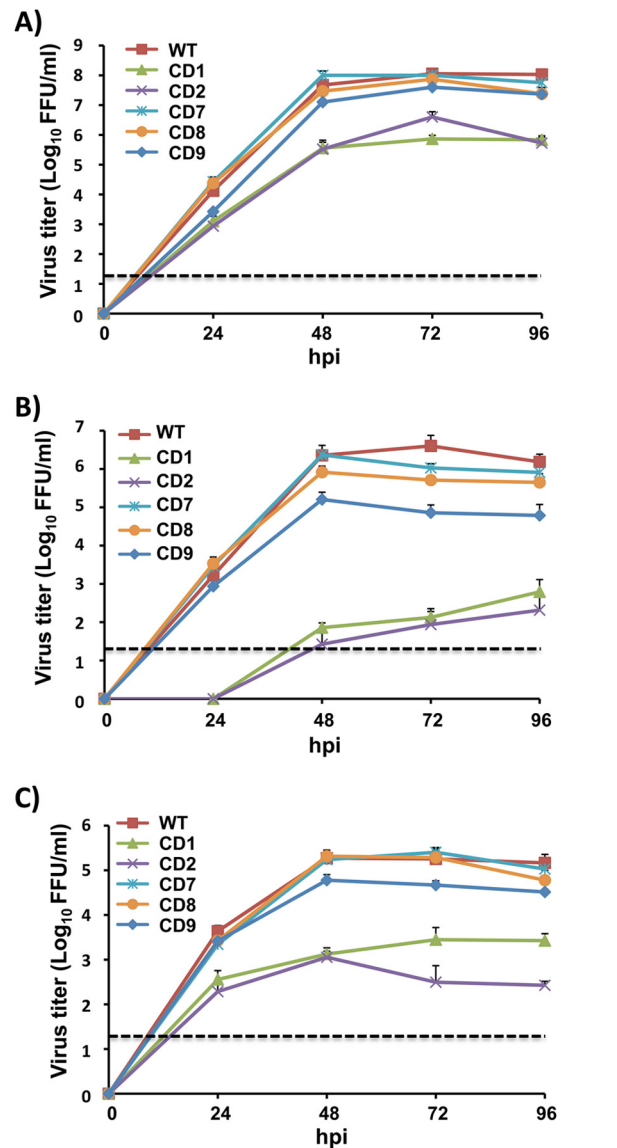 A)
Virus titer (Log10 FFU/ml)
9
8
7
6
5
4
3
2
1
0
WT
CD1
CD2
CD7
CD8
CD9
0 24 48 72 96
hpi
B)
Virus titer (Log10 FFU/ml)
7
6
5
4
3
2
1
0
WT
CD1
CD2
CD7
CD8
CD9
0 24 48 72 96
hpi
C)
Virus titer (Log10 FFU/ml)
6
5
4
3
2
1
0
WT
CD1
CD2
CD7
CD8
CD9
0 24 48 72 96
hpi